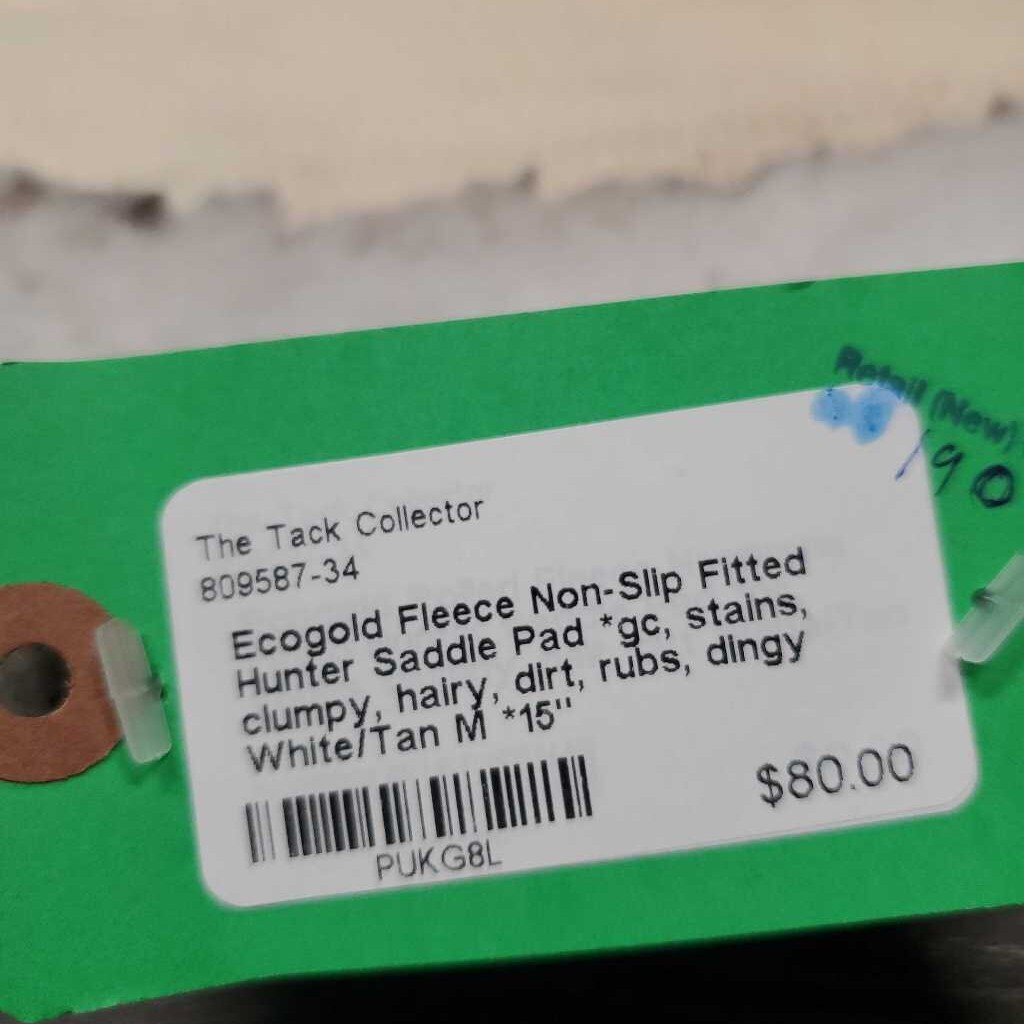 Retail (New)
190
The Tack Collector
809587-34
Ecogold Fleece Non-Slip Fitted
Hunter Saddle Pad *gc, stains,
clumpy, hairy, dirt, rubs, dingy
White/Tan M *15"
$80.00
PUKG8L